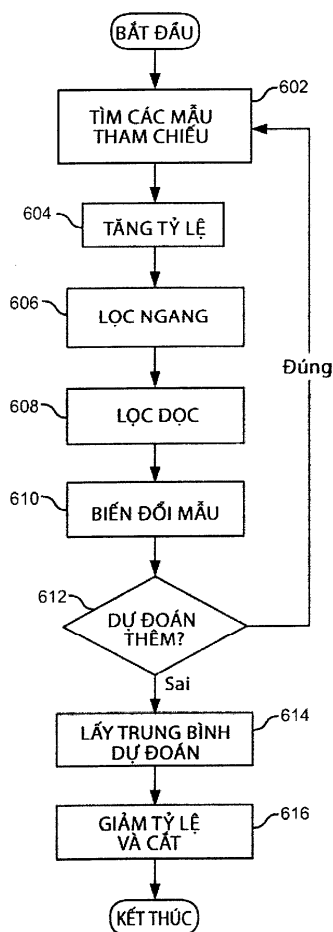 BẮT ĐẦU
602
TÌM CÁC MẪU
THAM CHIẾU
604
TĂNG TỶ LỆ
606
LỌC NGANG
Đúng
608
LỌC DỌC
610
BIẾN ĐỔI MẪU
612
DỰ ĐOÁN
THÊM?
Sai
614
LẤY TRUNG BÌNH
DỰ ĐOÁN
616
GIẢM TỶ LỆ
VÀ CẮT
KẾT THÚC